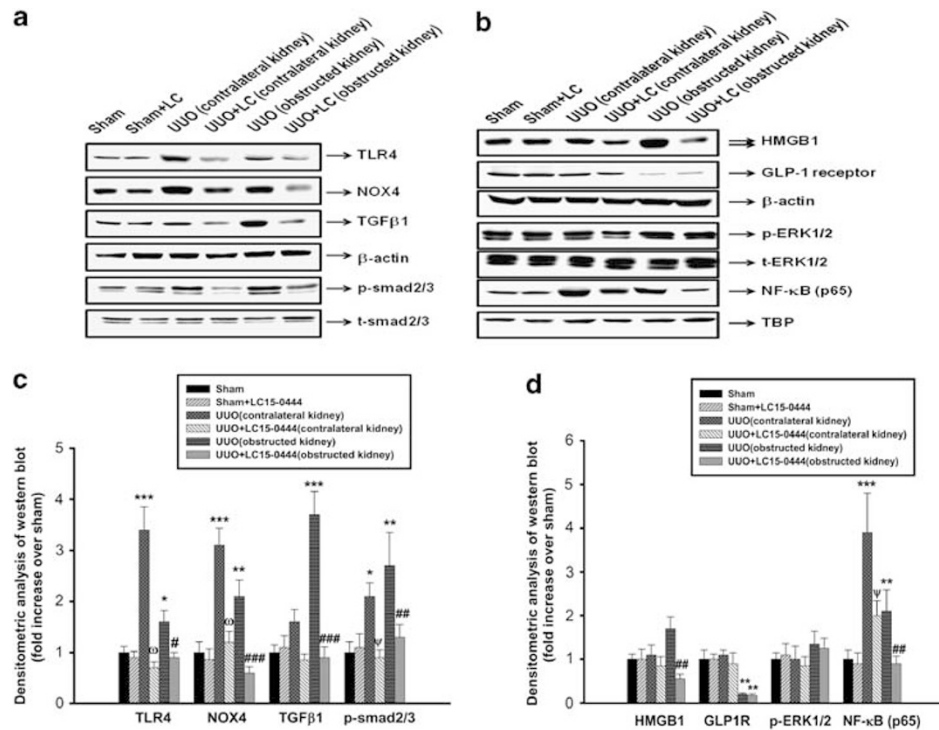 a
Sham
Sham+LC
UUO (contralateral kidney)
UUO+LC (contralateral kidney)
UUO (obstructed kidney)
UUO+LC (obstructed kidney)
TLR4
NOX4
TGFβ1
β-actin
p-smad2/3
t-smad2/3
b
Sham
Sham+LC
UUO (contralateral kidney)
UUO+LC (contralateral kidney)
UUO (obstructed kidney)
UUO+LC (obstructed kidney)
HMGB1
GLP-1 receptor
β-actin
p-ERK1/2
t-ERK1/2
NF-κB (p65)
TBP
c
Sham
Sham+LC15-0444
UUO(contralateral kidney)
UUO+LC15-0444(contralateral kidney)
UUO(obstructed kidney)
UUO+LC15-0444(obstructed kidney)
Densitometric analysis of western blot
(fold increase over sham)
5
4
3
2
1
0
*** ω * #
*** ω ** ###
*** ###
* ψ ** ##
TLR4 NOX4 TGFβ1 p-smad2/3
d
Sham
Sham+LC15-0444
UUO(contralateral kidney)
UUO+LC15-0444(contralateral kidney)
UUO(obstructed kidney)
UUO+LC15-0444(obstructed kidney)
Densitometric analysis of western blot
(fold increase over sham)
6
5
4
3
2
1
0
##
** **
*** ψ ** ##
HMGB1 GLP1R p-ERK1/2 NF-κB (p65)